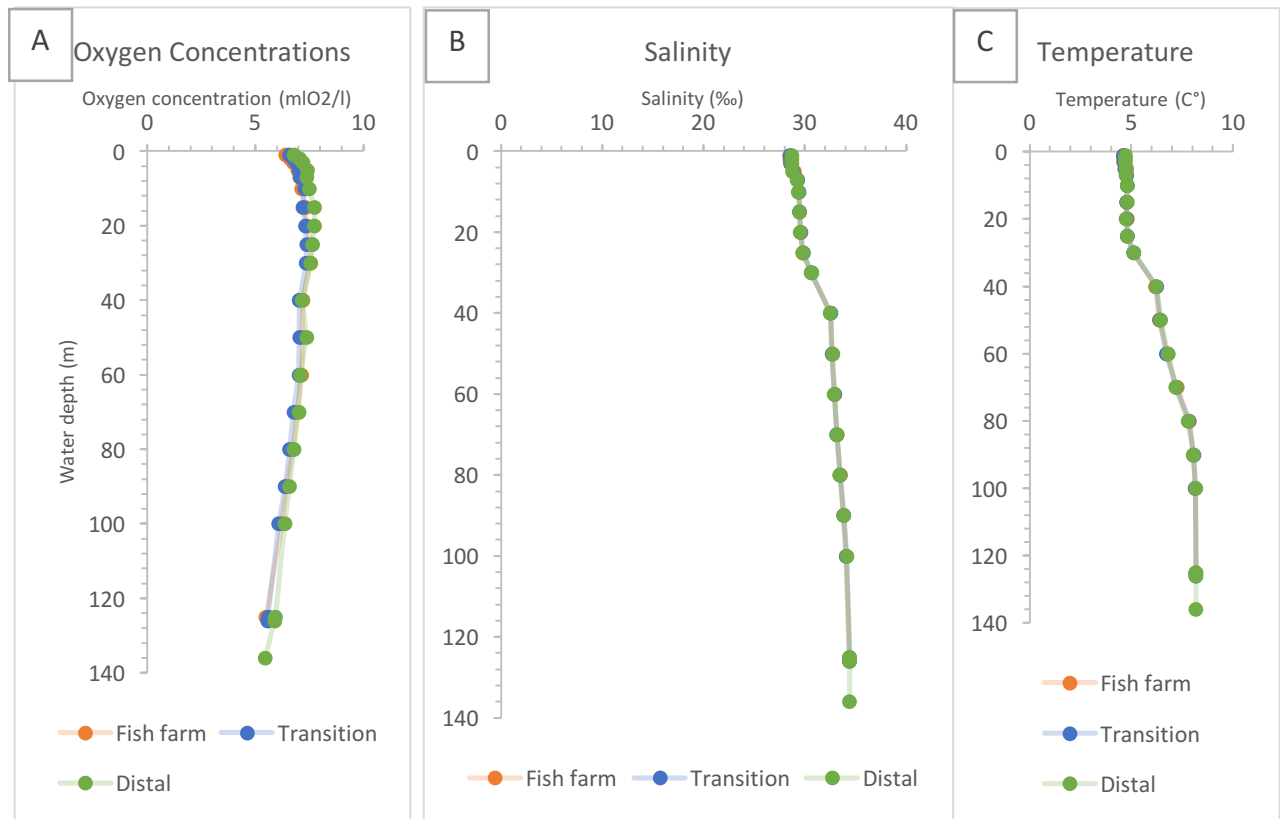 A
Oxygen Concentrations
Oxygen concentration (mlO2/l)
0 5 10
0
20
40
60
80
100
120
140
Water depth (m)
Fish farm Transition
Distal
B
Salinity
Salinity (‰)
0 10 20 30 40
0
20
40
60
80
100
120
140
Fish farm Transition Distal
C
Temperature
Temperature (C°)
0 5 10
0
20
40
60
80
100
120
140
Fish farm
Transition
Distal